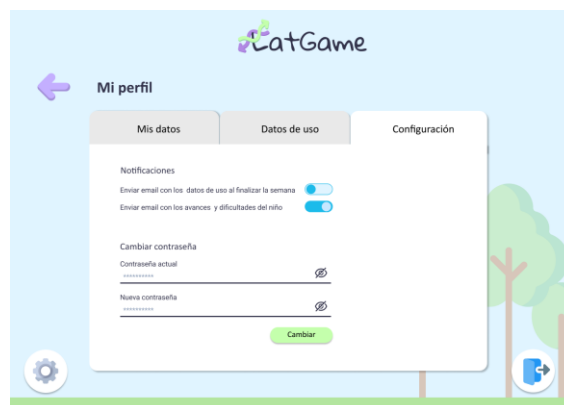 EatGame
Mi perfil
Mis datos
Datos de uso
Configuración
Notificaciones
Enviar email con los datos de uso al finalizar la semana
Enviar email con los avances y dificultades del niño
Cambiar contraseña
Contraseña actual
**********
Nueva contraseña
**********
Cambiar